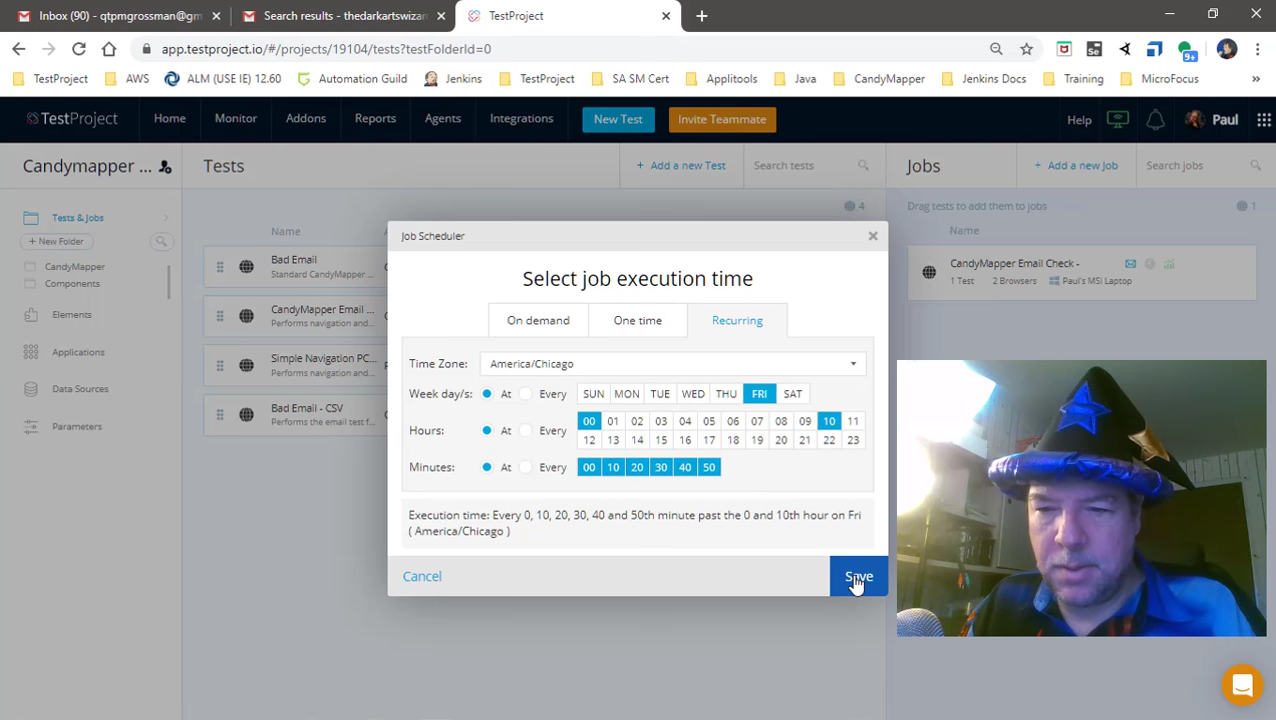 Inbox (90) - qtpmgrossman@gm
Search results - thedarkartswizar
TestProject
app.testproject.io/#/projects/19104/tests?testFolderId=0
9+
TestProject
AWS
ALM (USE IE) 12.60
Automation Guild
Jenkins
TestProject
SA SM Cert
Applitools
Java
CandyMapper
Jenkins Docs
Training
MicroFocus
»
TestProject
Home
Monitor
Addons
Reports
Agents
Integrations
New Test
Invite Teammate
Help
Paul
Candymapper ...
Tests
+ Add a new Test
Search tests
Jobs
+ Add a new Job
Search jobs
Tests & Jobs
+ New Folder
CandyMapper
Components
Elements
Applications
Data Sources
Parameters
4
Name
Bad Email
Standard CandyMapper ...
CandyMapper Email ...
Performs navigation and...
Simple Navigation PC...
Performs navigation and...
Bad Email - CSV
Performs the email test f...
Drag tests to add them to jobs
1
Name
CandyMapper Email Check -
1 Test 2 Browsers Paul's MSI Laptop
Job Scheduler
Select job execution time
On demand One time Recurring
Time Zone: America/Chicago
Week day/s: At Every SUN MON TUE WED THU FRI SAT
00 01 02 03 04 05 06 07 08 09 10 11
Hours: At Every
12 13 14 15 16 17 18 19 20 21 22 23
Minutes: At Every 00 10 20 30 40 50
Execution time: Every 0, 10, 20, 30, 40 and 50th minute past the 0 and 10th hour on Fri
( America/Chicago )
Cancel
Save